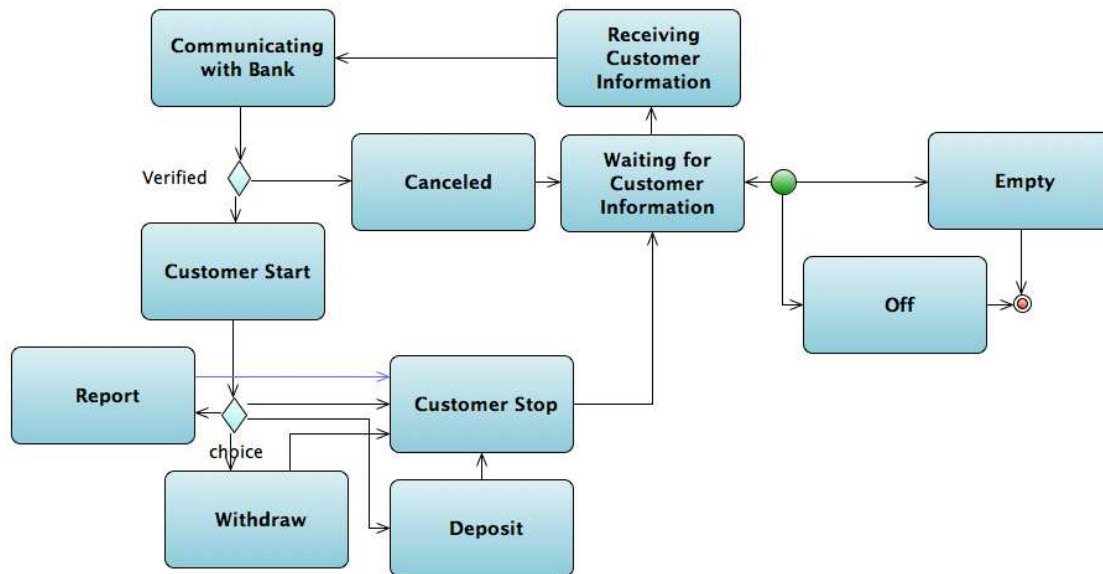 Communicating
with Bank
Receiving
Customer
Information
Verified
Canceled
Waiting for
Customer
Information
Empty
Customer Start
Off
Report
Customer Stop
choice
Withdraw
Deposit